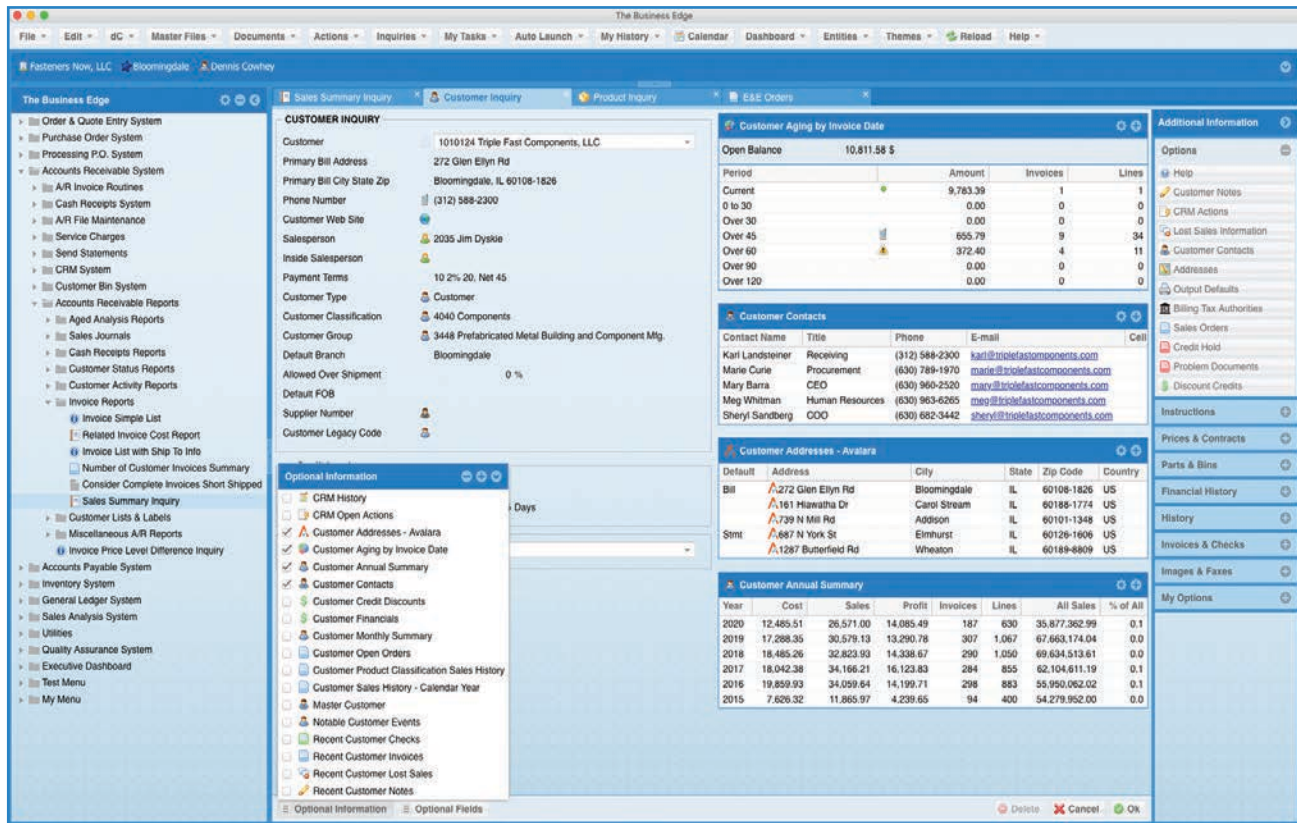 The Business Edge
File Edit dC Master Files Documents Actions Inquiries My Tasks Auto Launch My History Calendar Dashboard Entities Themes Reload Help
Fasteners Now, LLC Bloomingdale Dennis Cowhey
The Business Edge
Order & Quote Entry System
Purchase Order System
Processing P.O. System
Accounts Receivable System
A/R Invoice Routines
Cash Receipts System
A/R File Maintenance
Service Charges
Send Statements
CRM System
Customer Bin System
Accounts Receivable Reports
Aged Analysis Reports
Sales Journals
Cash Receipts Reports
Customer Status Reports
Customer Activity Reports
Invoice Reports
Invoice Simple List
Related Invoice Cost Report
Invoice List with Ship To Info
Number of Customer Invoices Summary
Consider Complete Invoices Short Shipped
Sales Summary Inquiry
Customer Lists & Labels
Miscellaneous A/R Reports
Invoice Price Level Difference Inquiry
Accounts Payable System
Inventory System
General Ledger System
Sales Analysis System
Utilities
Quality Assurance System
Executive Dashboard
Test Menu
My Menu
Sales Summary Inquiry Customer Inquiry Product Inquiry E&E Orders
CUSTOMER INQUIRY
Customer 1010124 Triple Fast Components, LLC
Primary Bill Address 272 Glen Ellyn Rd
Primary Bill City State Zip Bloomingdale, IL 60108-1826
Phone Number (312) 588-2300
Customer Web Site
Salesperson 2035 Jim Dyskie
Inside Salesperson
Payment Terms 10 2% 20, Net 45
Customer Type Customer
Customer Classification 4040 Components
Customer Group 3448 Prefabricated Metal Building and Component Mfg.
Default Branch Bloomingdale
Allowed Over Shipment 0 %
Default FOB
Supplier Number
Customer Legacy Code
Days
Optional Information
CRM History
CRM Open Actions
Customer Addresses - Avalara
Customer Aging by Invoice Date
Customer Annual Summary
Customer Contacts
Customer Credit Discounts
Customer Financials
Customer Monthly Summary
Customer Open Orders
Customer Product Classification Sales History
Customer Sales History - Calendar Year
Master Customer
Notable Customer Events
Recent Customer Checks
Recent Customer Invoices
Recent Customer Lost Sales
Recent Customer Notes
Optional Information Optional Fields
Customer Aging by Invoice Date
Open Balance 10,811.58 $
Period Amount Invoices Lines
Current 9,783.39 1 1
0 to 30 0.00 0 0
Over 30 0.00 0 0
Over 45 655.79 9 34
Over 60 372.40 4 11
Over 90 0.00 0 0
Over 120 0.00 0 0
Customer Contacts
Contact Name Title Phone E-mail Cell
Karl Landsteiner Receiving (312) 588-2300 karl@triplefastcomponents.com
Marie Curie Procurement (630) 789-1970 marie@triplefastcomponents.com
Mary Barra CEO (630) 960-2520 mary@triplefastcomponents.com
Meg Whitman Human Resources (630) 963-6265 meg@triplefastcomponents.com
Sheryl Sandberg COO (630) 682-3442 sheryl@triplefastcomponents.com
Customer Addresses - Avalara
Default Address City State Zip Code Country
Bill 272 Glen Ellyn Rd Bloomingdale IL 60108-1826 US
161 Hiawatha Dr Carol Stream IL 60188-1774 US
739 N Mill Rd Addison IL 60101-1348 US
Stmt 687 N York St Elmhurst IL 60126-1606 US
1287 Butterfield Rd Wheaton IL 60189-8809 US
Customer Annual Summary
Year Cost Sales Profit Invoices Lines All Sales % of All
2020 12,485.51 26,571.00 14,085.49 187 630 35,877,362.99 0.1
2019 17,288.35 30,579.13 13,290.78 307 1,067 67,663,174.04 0.0
2018 18,485.26 32,823.93 14,338.67 290 1,050 69,634,513.61 0.0
2017 18,042.38 34,166.21 16,123.83 284 855 62,104,611.19 0.1
2016 19,859.93 34,059.64 14,199.71 298 883 55,950,062.02 0.1
2015 7,626.32 11,865.97 4,239.65 94 400 54,279,952.00 0.0
Delete Cancel Ok
Additional Information
Options
Help
Customer Notes
CRM Actions
Lost Sales Information
Customer Contacts
Addresses
Output Defaults
Billing Tax Authorities
Sales Orders
Credit Hold
Problem Documents
Discount Credits
Instructions
Prices & Contracts
Parts & Bins
Financial History
History
Invoices & Checks
Images & Faxes
My Options